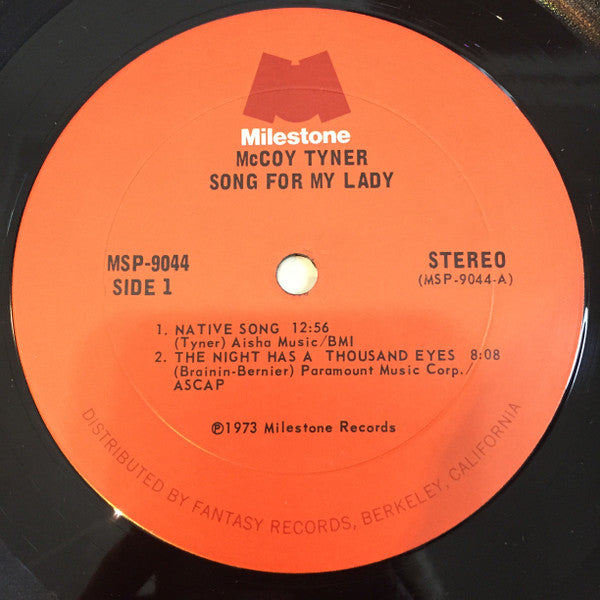 Milestone
McCOY TYNER
SONG FOR MY LADY
MSP-9044
SIDE 1
STEREO
(MSP-9044-A)
1. NATIVE SONG 12:56
(Tyner) Aisha Music/BMI
2. THE NIGHT HAS A THOUSAND EYES 8:08
(Brainin-Bernier) Paramount Music Corp./
ASCAP
℗1973 Milestone Records
DISTRIBUTED BY FANTASY RECORDS, BERKELEY, CALIFORNIA